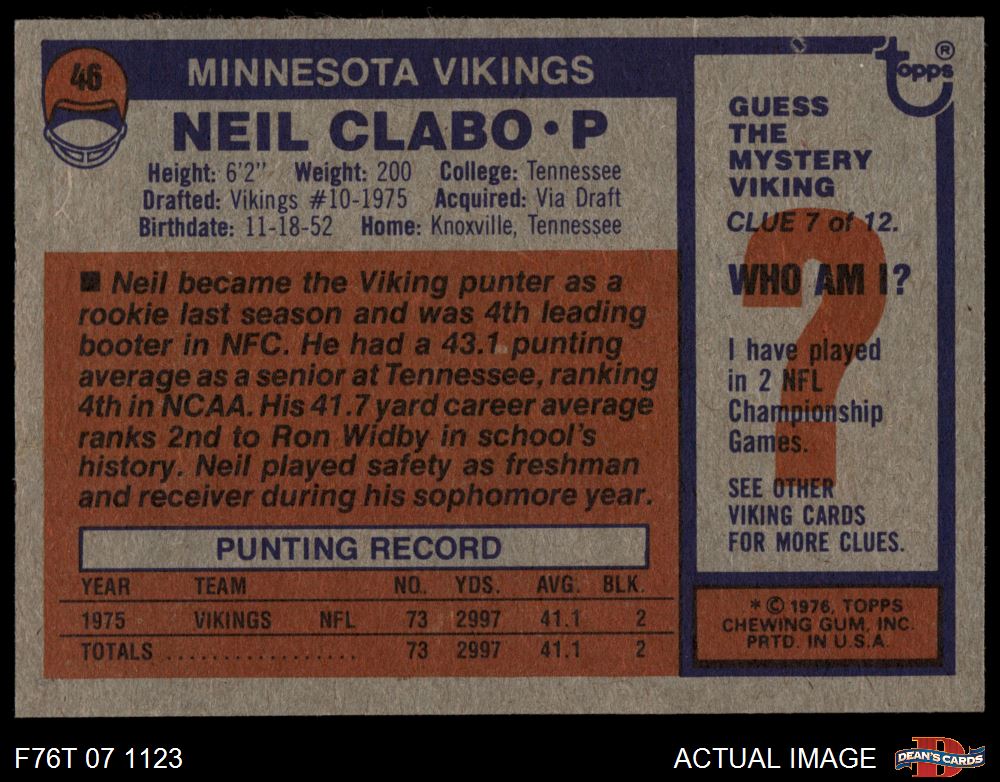 46
MINNESOTA VIKINGS
NEIL CLABO • P
Height: 6'2" Weight: 200 College: Tennessee
Drafted: Vikings #10-1975 Acquired: Via Draft
Birthdate: 11-18-52 Home: Knoxville, Tennessee
■ Neil became the Viking punter as a
rookie last season and was 4th leading
booter in NFC. He had a 43.1 punting
average as a senior at Tennessee, ranking
4th in NCAA. His 41.7 yard career average
ranks 2nd to Ron Widby in school's
history. Neil played safety as freshman
and receiver during his sophomore year.
PUNTING RECORD
YEAR TEAM NO. YDS. AVG. BLK.
1975 VIKINGS NFL 73 2997 41.1 2
TOTALS .................. 73 2997 41.1 2
topps ®
GUESS
THE
MYSTERY
VIKING
CLUE 7 of 12.
WHO AM I?
I have played
in 2 NFL
Championship
Games.
SEE OTHER
VIKING CARDS
FOR MORE CLUES.
?
* © 1976, TOPPS
CHEWING GUM, INC.
PRTD. IN U.S.A.
F76T 07 1123
ACTUAL IMAGE
D
DEAN'S CARDS